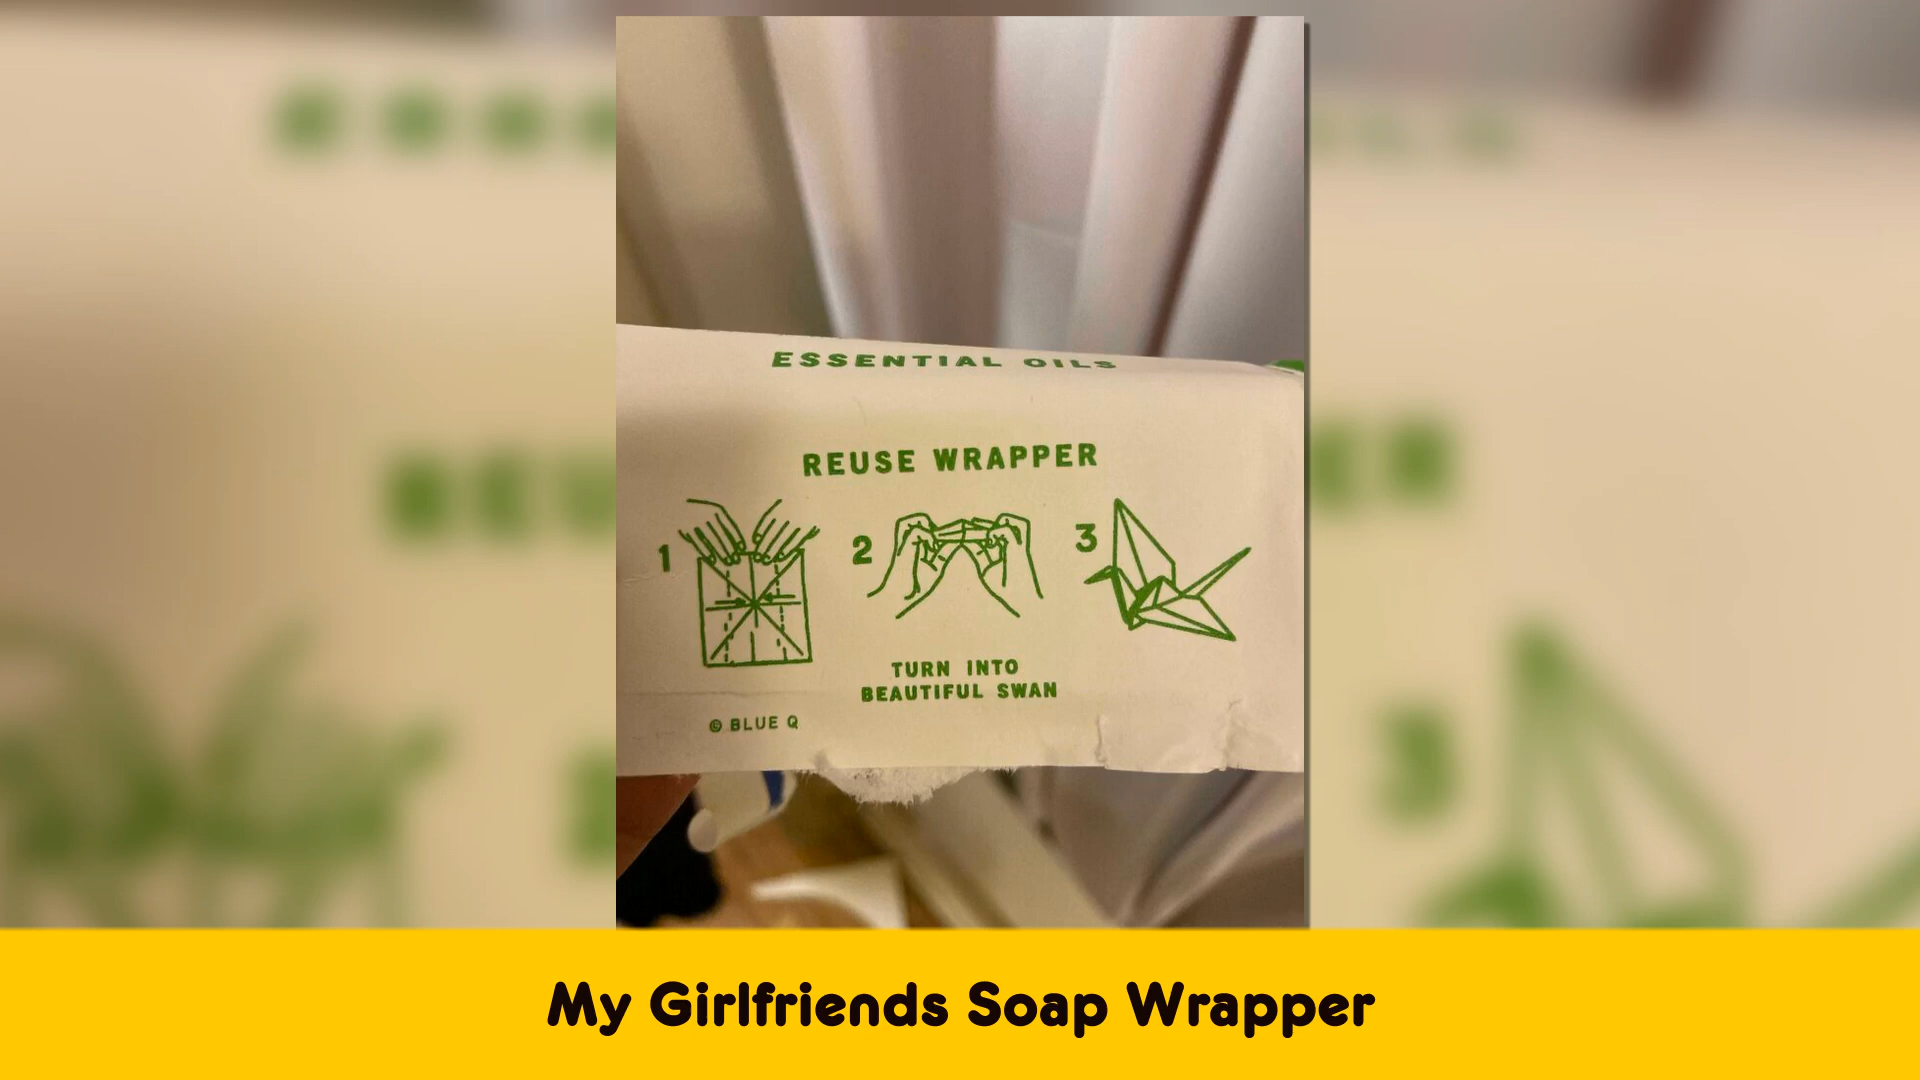 ESSENTIAL OILS
REUSE WRAPPER
1
2
3
TURN INTO
BEAUTIFUL SWAN
© BLUE Q
My Girlfriends Soap Wrapper